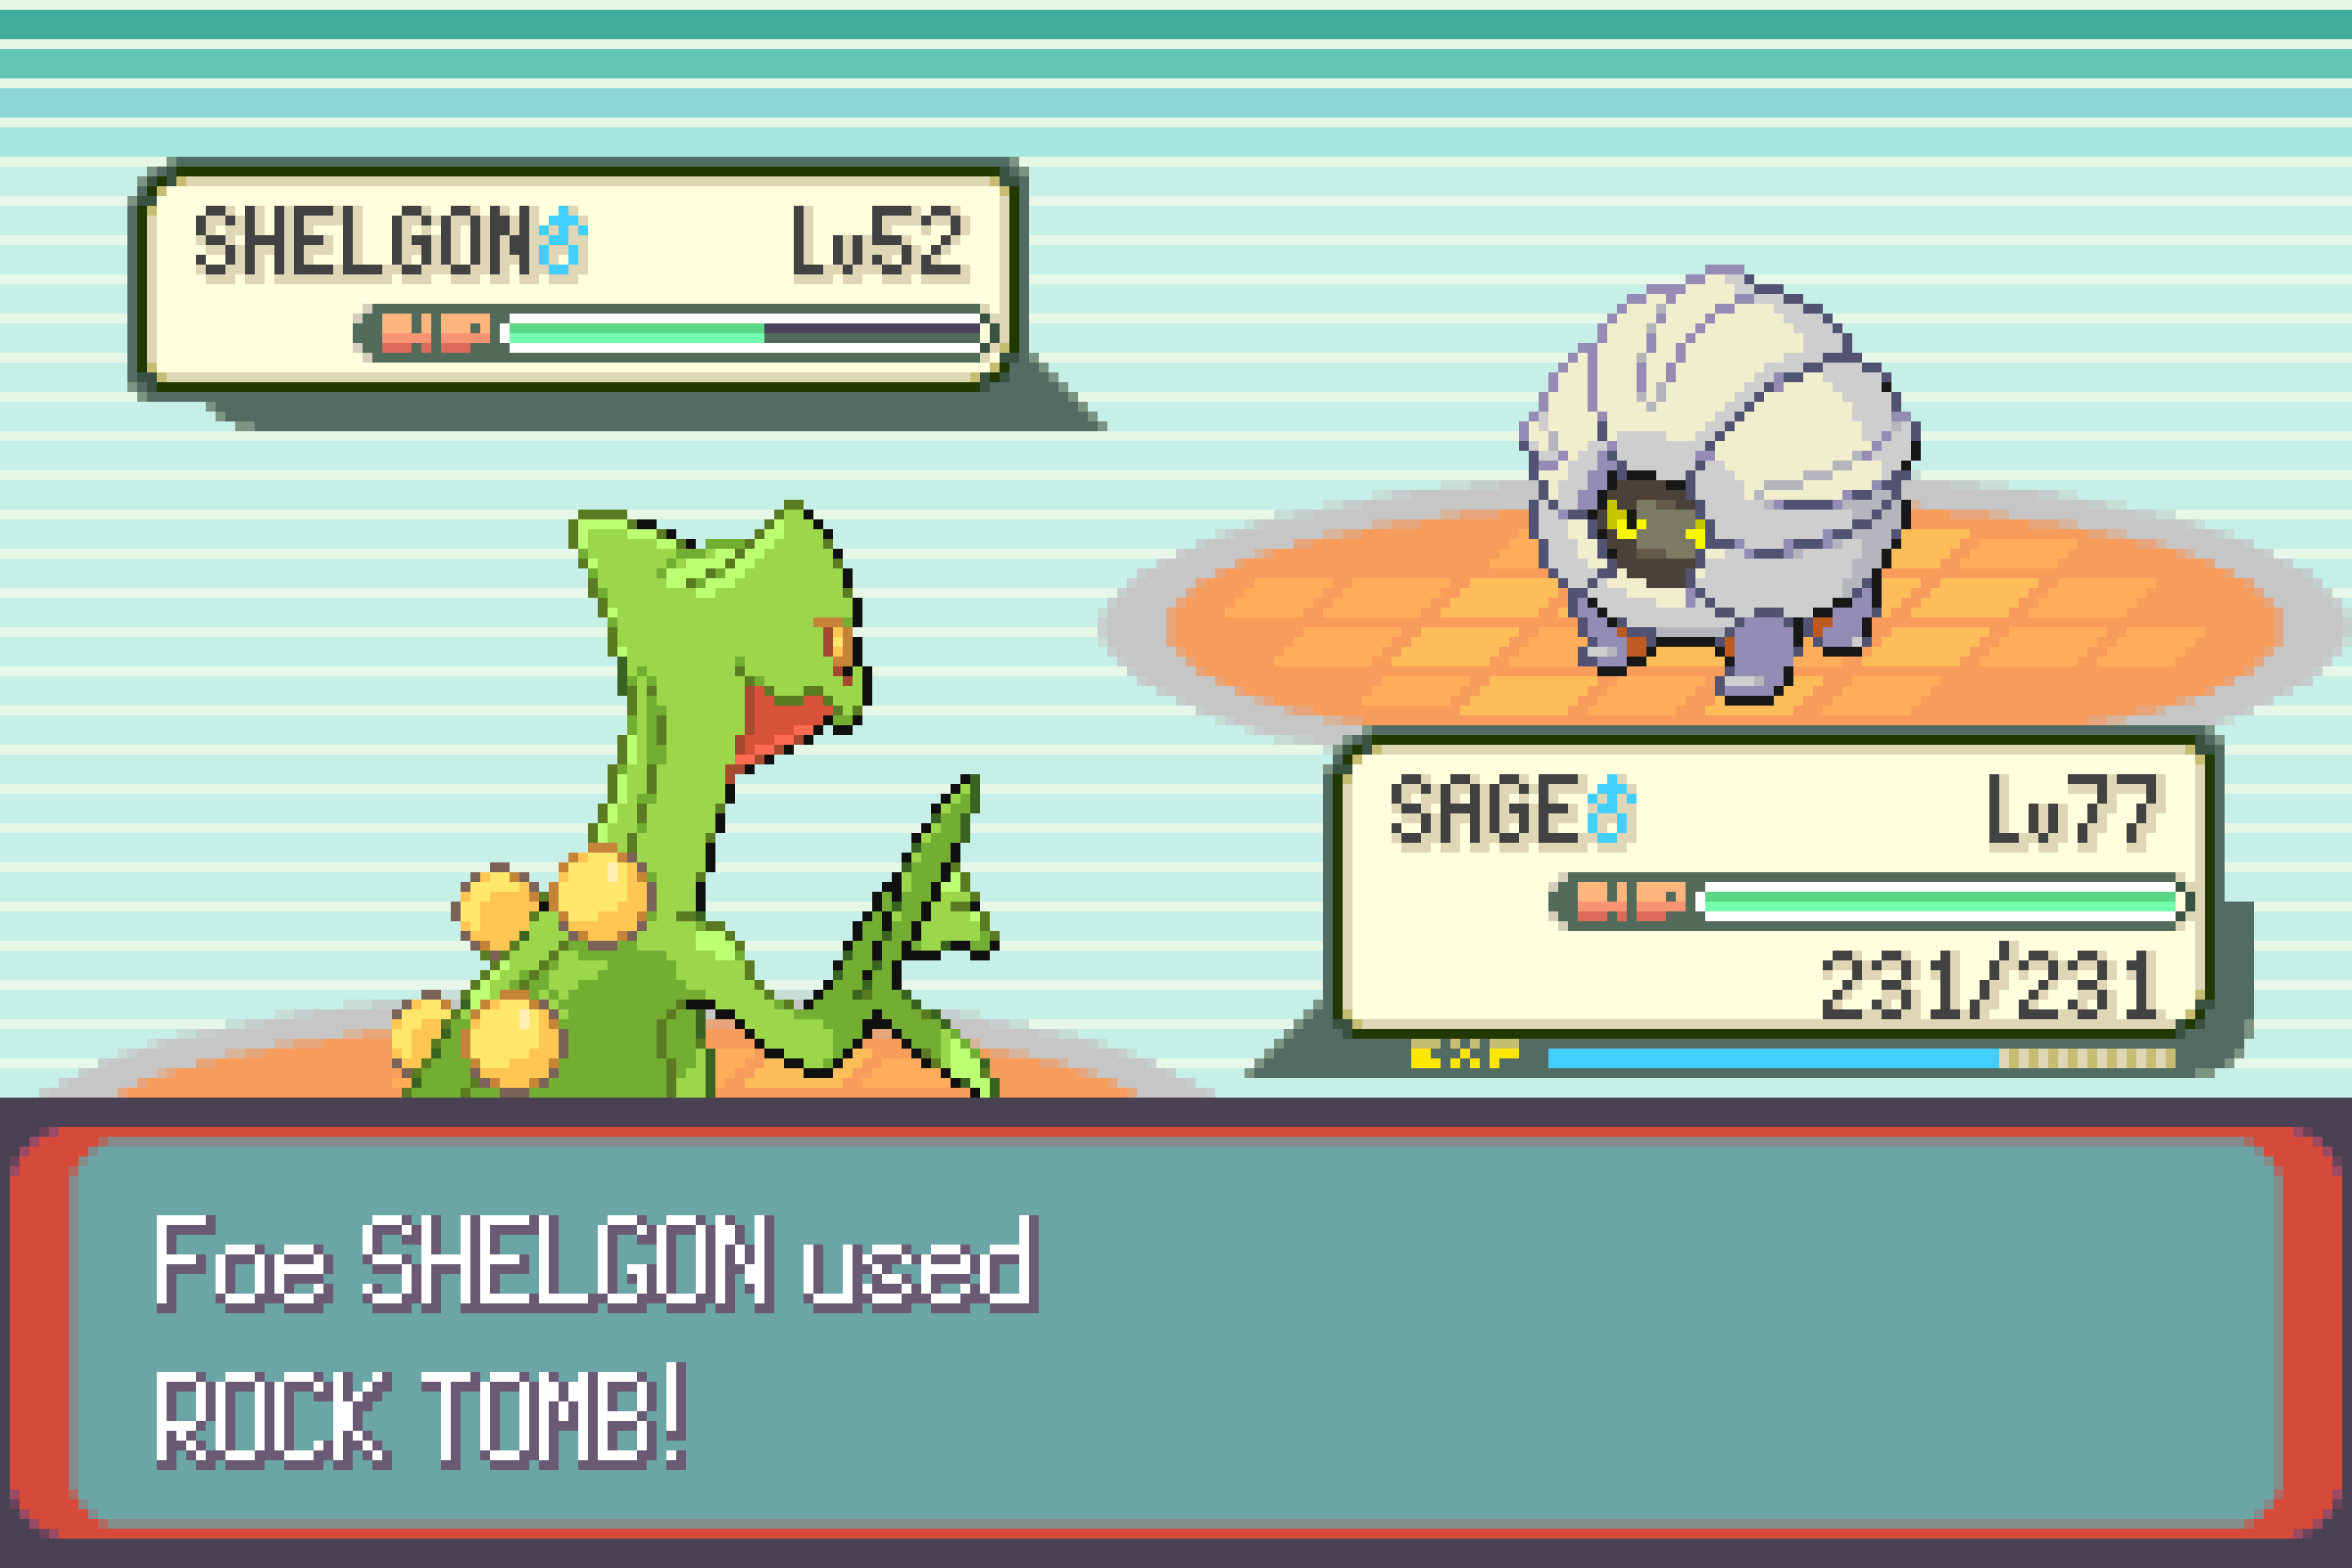 SHELGON♂ Lv52
HP
SAGE♂ Lv77
HP
231/231
EXP
Foe SHELGON used
ROCK TOMB!